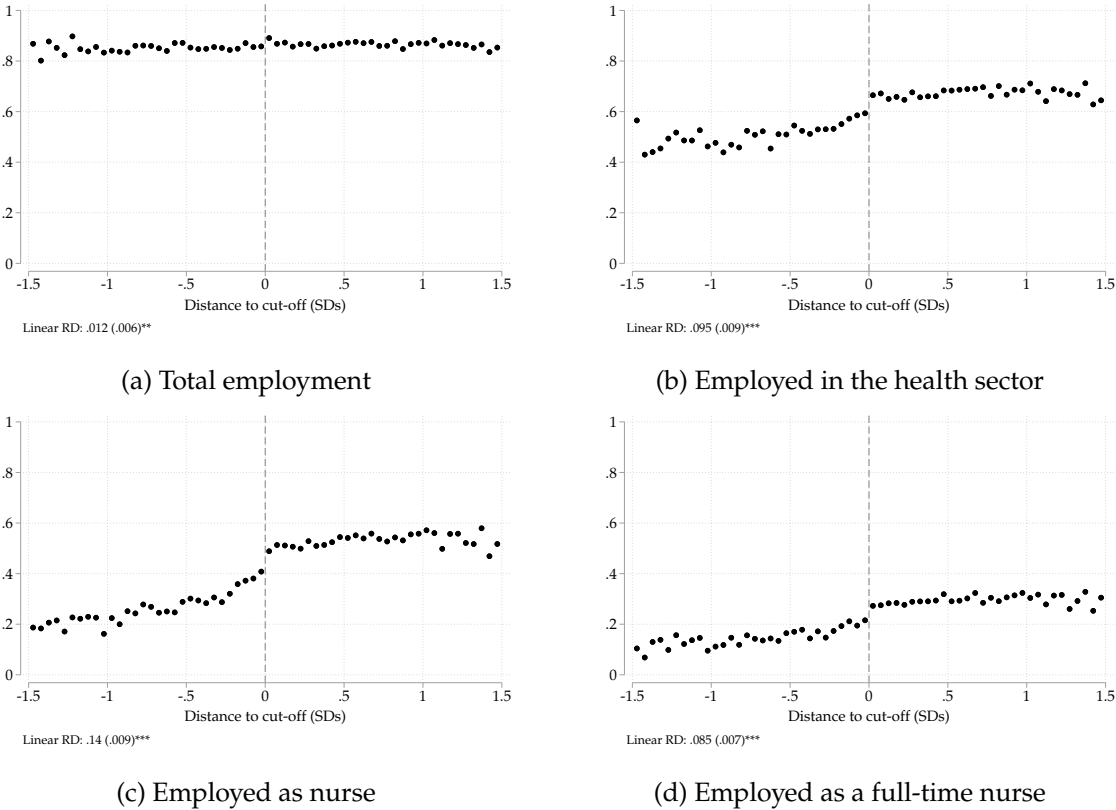 1
.8
.6
.4
.2
0
-1.5 -1 -.5 0 .5 1 1.5
Distance to cut-off (SDs)
Linear RD: .012 (.006)**
(a) Total employment
1
.8
.6
.4
.2
0
-1.5 -1 -.5 0 .5 1 1.5
Distance to cut-off (SDs)
Linear RD: .095 (.009)***
(b) Employed in the health sector
1
.8
.6
.4
.2
0
-1.5 -1 -.5 0 .5 1 1.5
Distance to cut-off (SDs)
Linear RD: .14 (.009)***
(c) Employed as nurse
1
.8
.6
.4
.2
0
-1.5 -1 -.5 0 .5 1 1.5
Distance to cut-off (SDs)
Linear RD: .085 (.007)***
(d) Employed as a full-time nurse